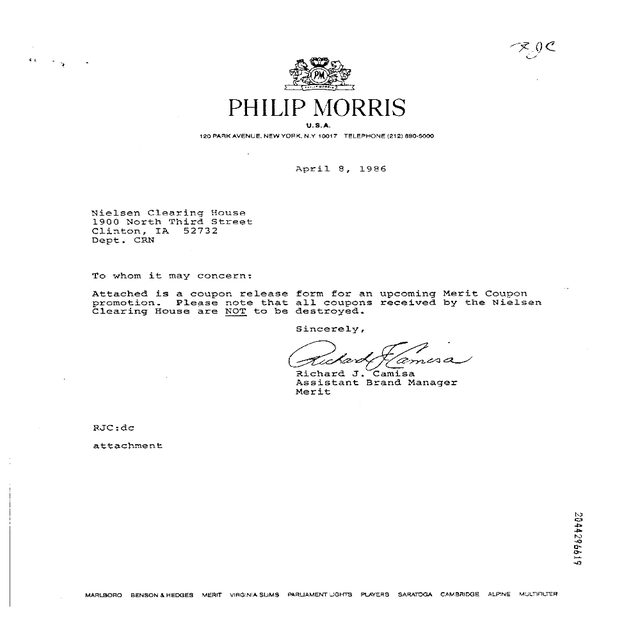 RJC
PM
PHILIP MORRIS
U.S.A.
120 PARK AVENUE, NEW YORK, N.Y. 10017 TELEPHONE (212) 880-5000
April 8, 1986
Nielsen Clearing House
1900 North Third Street
Clinton, IA 52732
Dept. CRN
To whom it may concern:
Attached is a coupon release form for an upcoming Merit Coupon
promotion. Please note that all coupons received by the Nielsen
Clearing House are NOT to be destroyed.
Sincerely,
Richard J Camisa
Richard J. Camisa
Assistant Brand Manager
Merit
RJC:dc
attachment
2044296619
MARLBORO BENSON & HEDGES MERIT VIRGINIA SLIMS PARLIAMENT LIGHTS PLAYERS SARATOGA CAMBRIDGE ALPINE MULTIFILTER